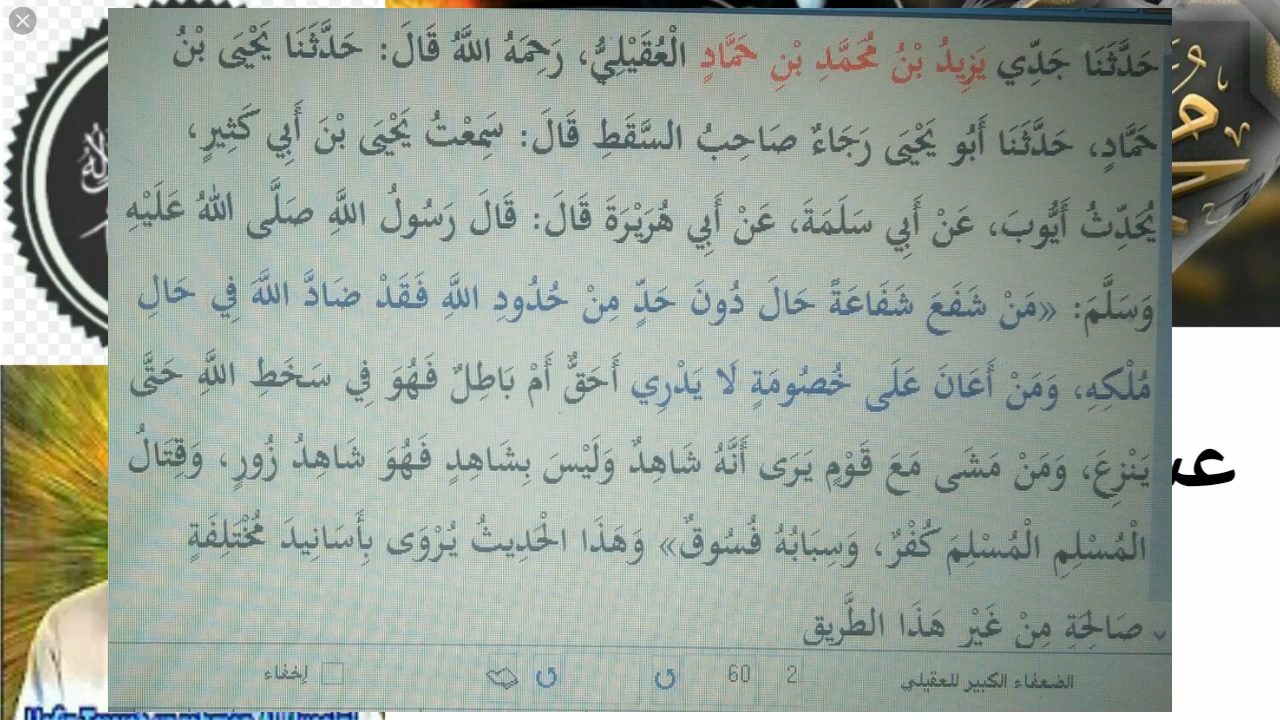 حَدَّثَنَا جَدِّي يَزِيدُ بْنُ مُحَمَّدِ بْنِ حَمَّادٍ الْعُقَيْلِيُّ، رَحِمَهُ اللَّهُ قَالَ: حَدَّثَنَا يَحْيَى بْنُ
حَمَّادٍ، حَدَّثَنَا أَبُو يَحْيَى رَجَاءٌ صَاحِبُ السَّقَطِ قَالَ: سَمِعْتُ يَحْيَى بْنَ أَبِي كَثِيرٍ،
يُحَدِّثُ أَيُّوبَ، عَنْ أَبِي سَلَمَةَ، عَنْ أَبِي هُرَيْرَةَ قَالَ: قَالَ رَسُولُ اللَّهِ صَلَّى اللهُ عَلَيْهِ
وَسَلَّمَ: «مَنْ شَفَعَ شَفَاعَةً حَالَ دُونَ حَدٍّ مِنْ حُدُودِ اللَّهِ فَقَدْ ضَادَّ اللَّهَ فِي حَالِ
مُلْكِهِ، وَمَنْ أَعَانَ عَلَى خُصُومَةٍ لَا يَدْرِي أَحَقٌّ أَمْ بَاطِلٌ فَهُوَ فِي سَخَطِ اللَّهِ حَتَّى
يَنْزِعَ، وَمَنْ مَشَى مَعَ قَوْمٍ يَرَى أَنَّهُ شَاهِدٌ وَلَيْسَ بِشَاهِدٍ فَهُوَ شَاهِدُ زُورٍ، وَقِتَالُ
الْمُسْلِمِ الْمُسْلِمَ كُفْرٌ، وَسِبَابُهُ فُسُوقٌ» وَهَذَا الْحَدِيثُ يُرْوَى بِأَسَانِيدَ مُخْتَلِفَةٍ
صَالِحَةٍ مِنْ غَيْرِ هَذَا الطَّرِيق
الضعفاء الكبير للعقيلي 2 60 إخفاء